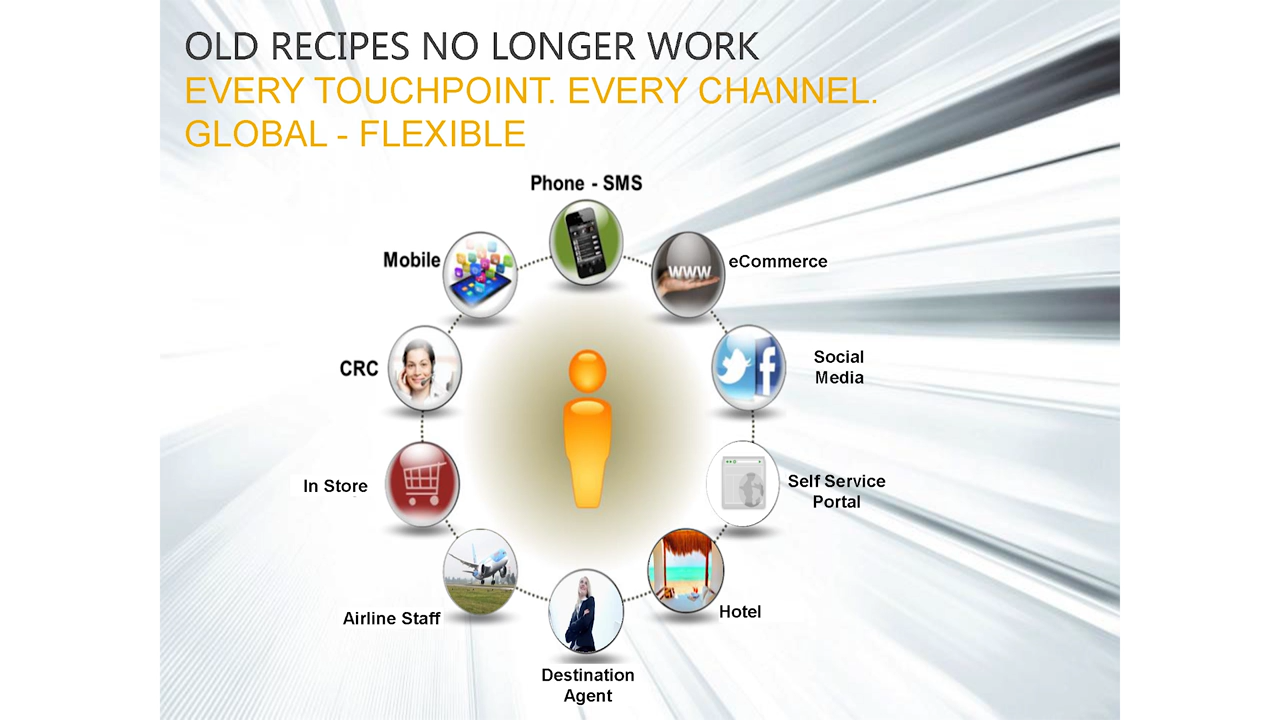 OLD RECIPES NO LONGER WORK
EVERY TOUCHPOINT. EVERY CHANNEL.
GLOBAL - FLEXIBLE
Phone - SMS
Mobile
eCommerce
www
CRC
Social
Media
In Store
Self Service
Portal
Airline Staff
Hotel
Destination
Agent